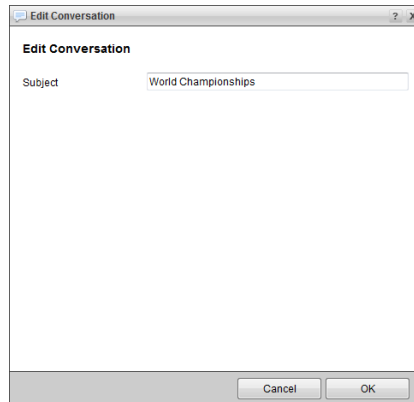 Edit Conversation ? X
Edit Conversation
Subject World Championships
Cancel OK